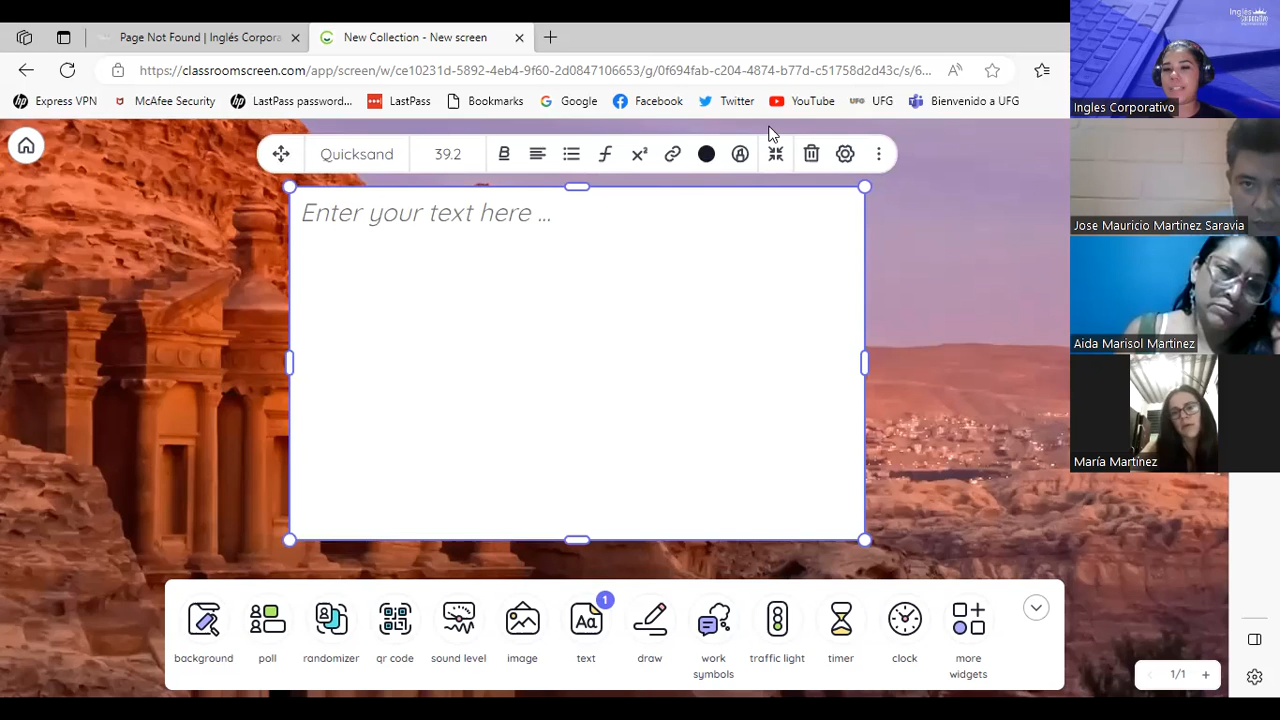 Page Not Found | Inglés Corpora
New Collection - New screen
https://classroomscreen.com/app/screen/w/ce10231d-585c-4eb4-9f60-2d0847106653/g/0f694fab-c204-4874-b77d-c51758d2d43c/s/6...
Express VPN
McAfee Security
LastPass password...
LastPass
Bookmarks
Google
Facebook
Twitter
YouTube
UFG
Bienvenido a UFG
Quicksand
39.2
Enter your text here ...
background
poll
randomizer
qr code
sound level
image
text
1
draw
work symbols
traffic light
timer
clock
more widgets
1/1
Inglés
Ingles Corporativo
Jose Mauricio Martinez Saravia
Aida Marisol Martinez
María Martínez